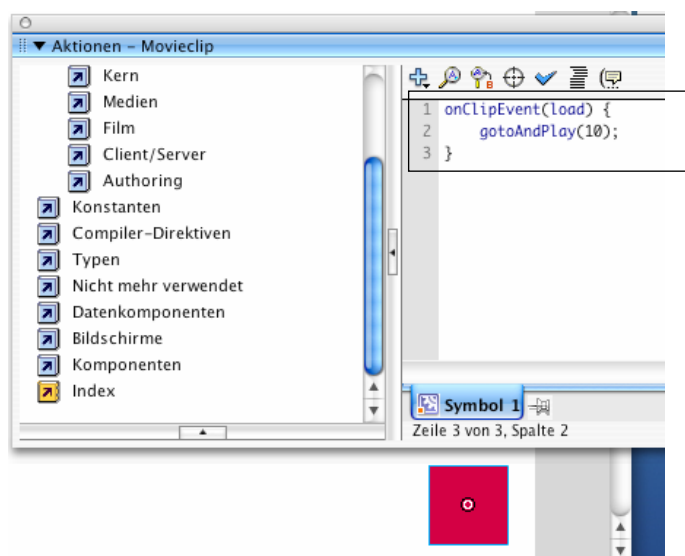 Aktionen – Movieclip
Kern
Medien
Film
Client/Server
Authoring
Konstanten
Compiler-Direktiven
Typen
Nicht mehr verwendet
Datenkomponenten
Bildschirme
Komponenten
Index
1 onClipEvent(load) {
2 gotoAndPlay(10);
3 }
Symbol 1
Zeile 3 von 3, Spalte 2